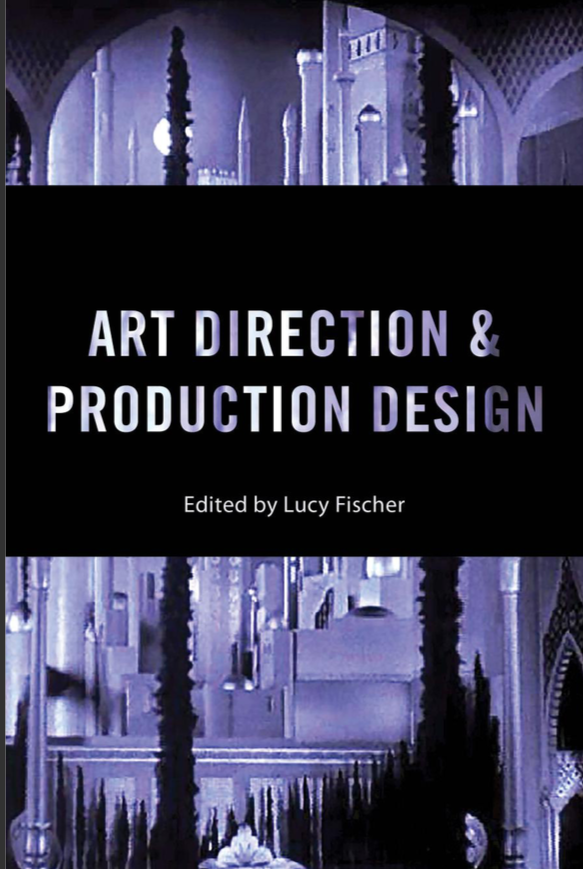 ART DIRECTION &
PRODUCTION DESIGN
Edited by Lucy Fischer